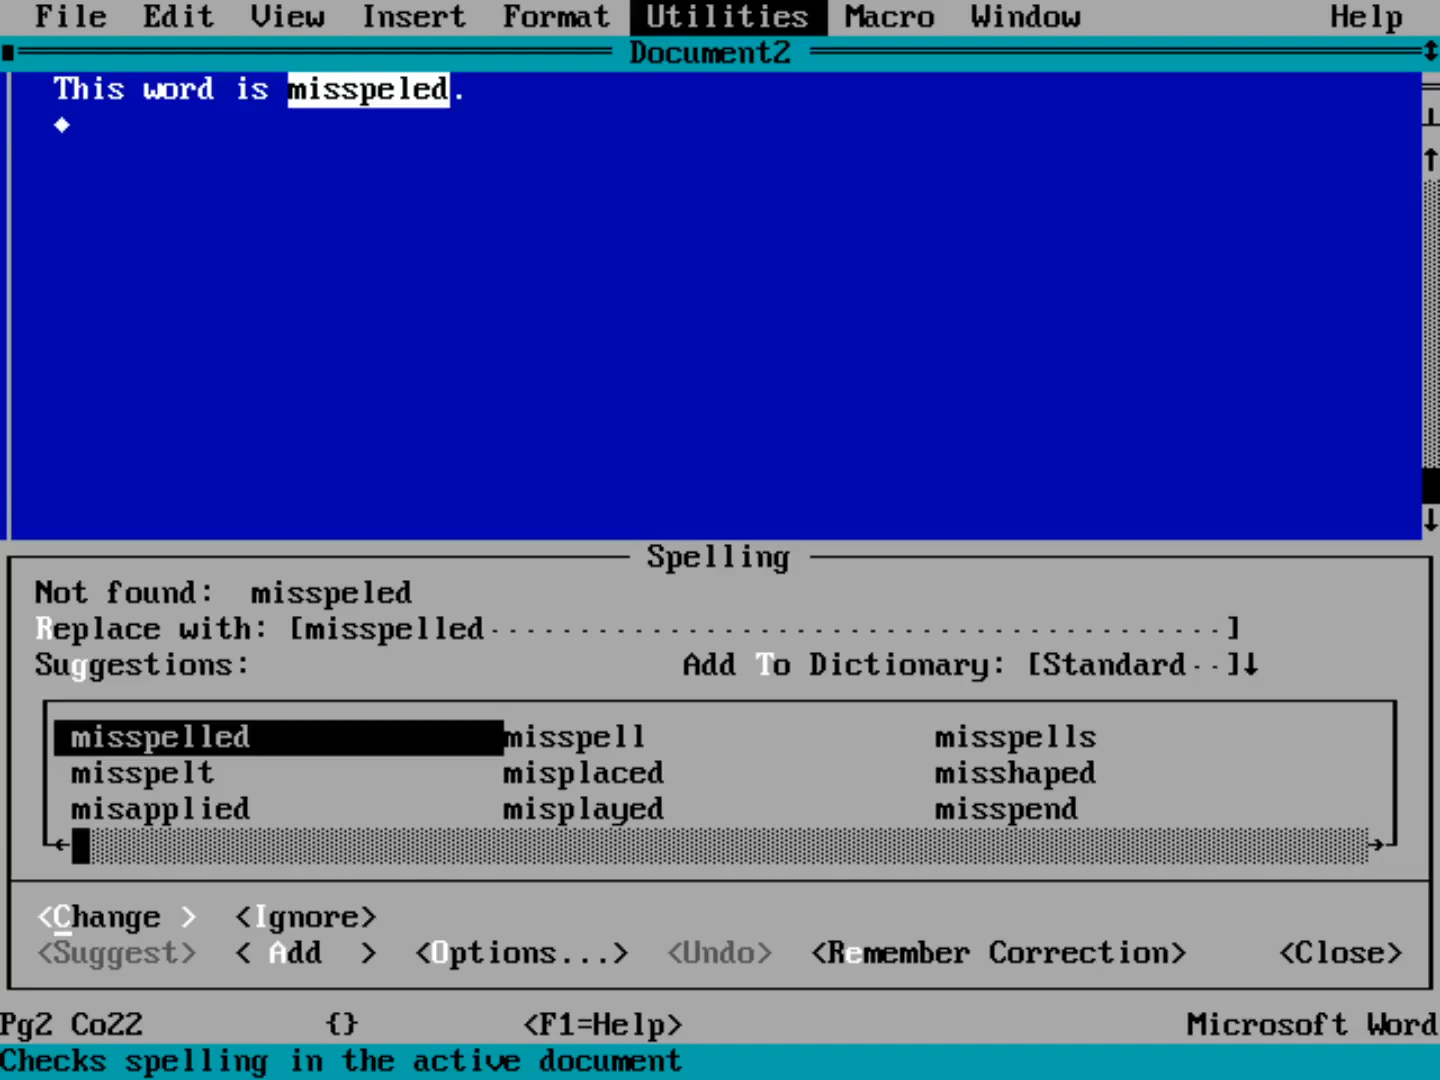 File Edit View Insert Format Utilities Macro Window Help
Document2
This word is misspeled.
Spelling
Not found: misspeled
Replace with: [misspelled·········································]
Suggestions: Add To Dictionary: [Standard··]↓
misspelled misspell misspells
misspelt misplaced misshaped
misapplied misplayed misspend
<Change > <Ignore>
<Suggest> < Add > <Options...> <Undo> <Remember Correction> <Close>
Pg2 Co22 {} <F1=Help> Microsoft Word
Checks spelling in the active document